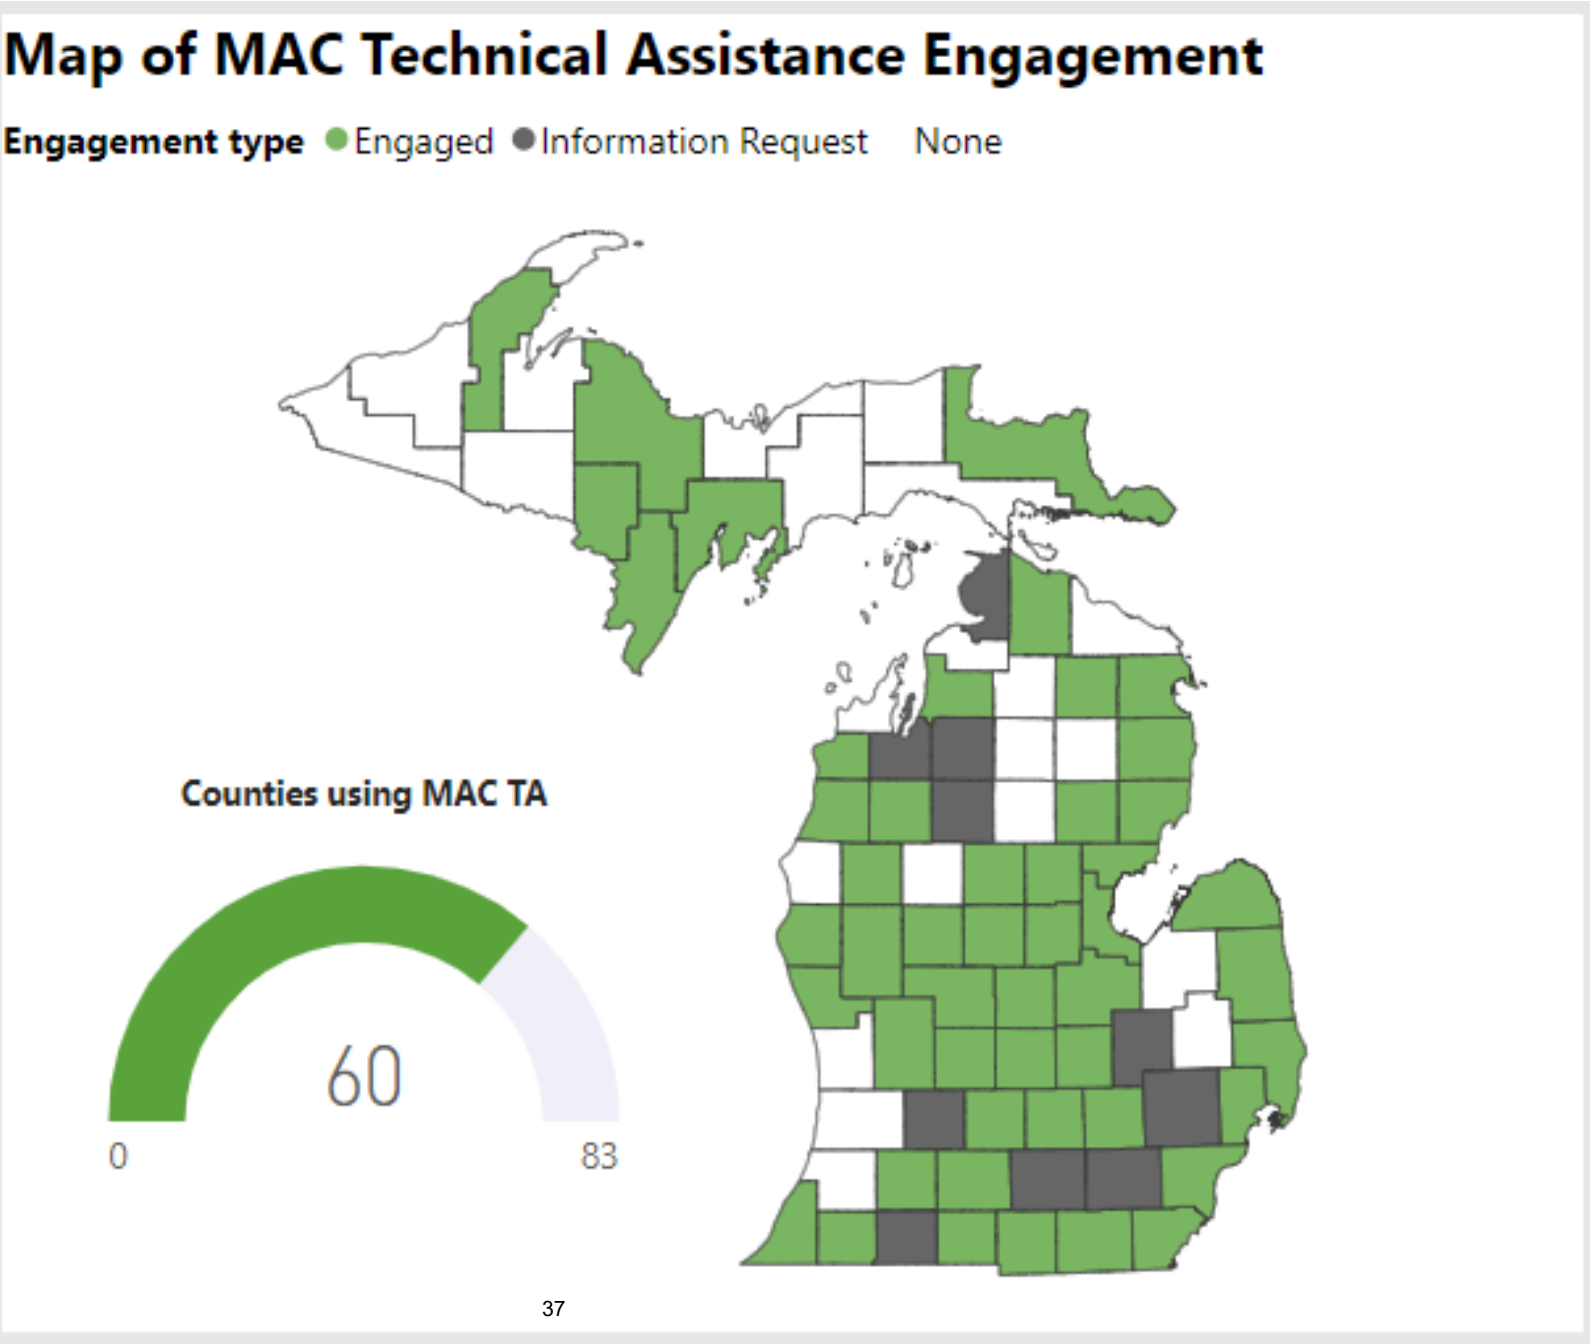 Map of MAC Technical Assistance Engagement
Engagement type Engaged Information Request None
Counties using MAC TA
60
0 83
37